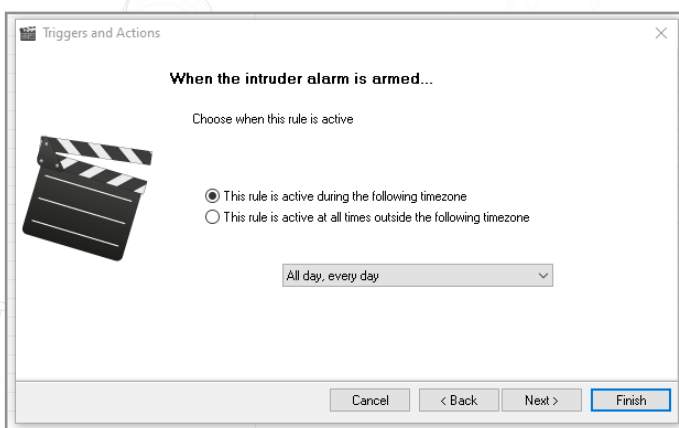 Triggers and Actions
When the intruder alarm is armed...
Choose when this rule is active
This rule is active during the following timezone
This rule is active at all times outside the following timezone
All day, every day
Cancel < Back Next > Finish